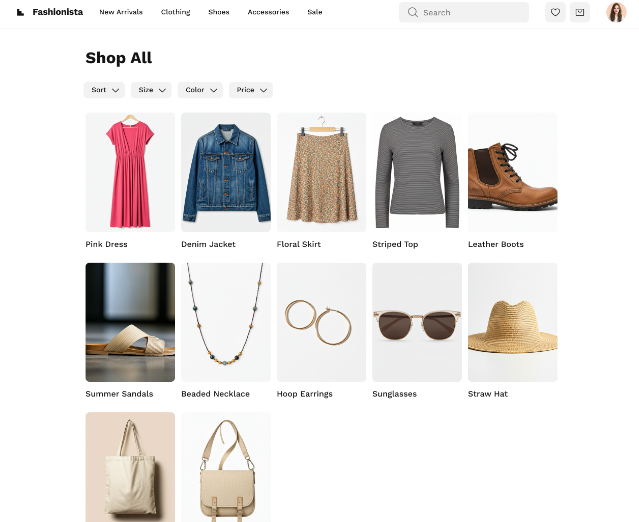 Fashionista New Arrivals Clothing Shoes Accessories Sale Search
Shop All
Sort Size Color Price
Pink Dress Denim Jacket Floral Skirt Striped Top Leather Boots
Summer Sandals Beaded Necklace Hoop Earrings Sunglasses Straw Hat